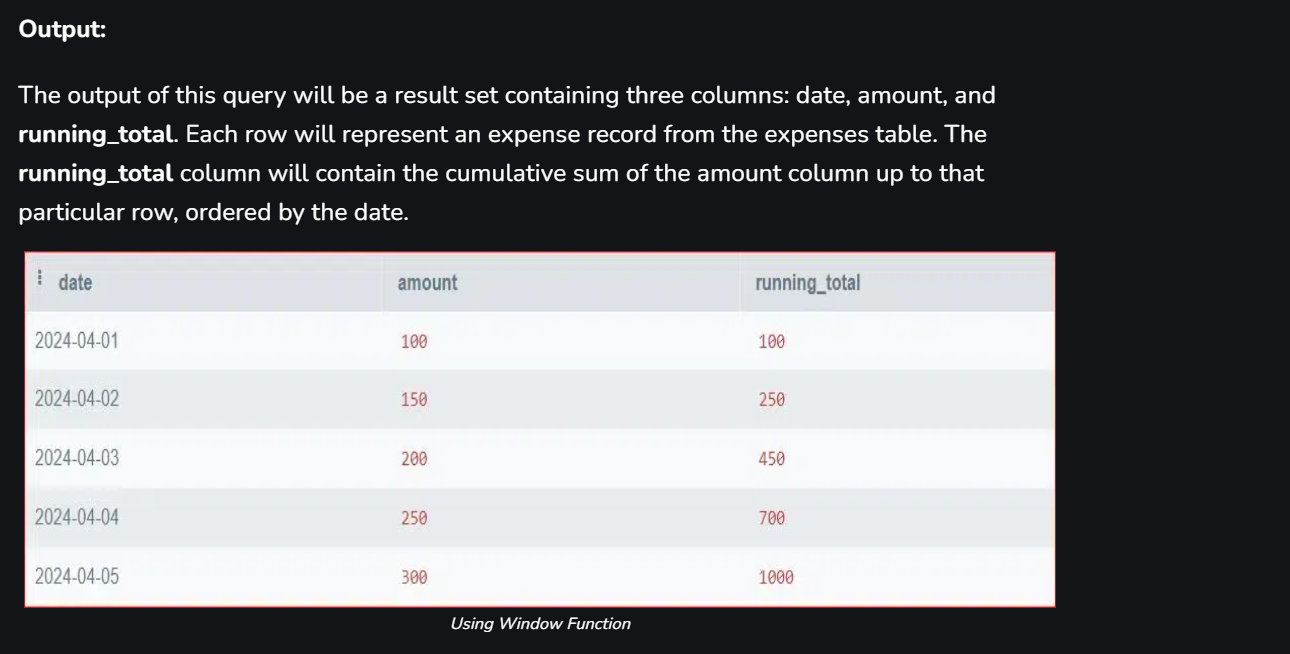 Output:
The output of this query will be a result set containing three columns: date, amount, and
running_total. Each row will represent an expense record from the expenses table. The
running_total column will contain the cumulative sum of the amount column up to that
particular row, ordered by the date.
date amount running_total
2024-04-01 100 100
2024-04-02 150 250
2024-04-03 200 450
2024-04-04 250 700
2024-04-05 300 1000
Using Window Function